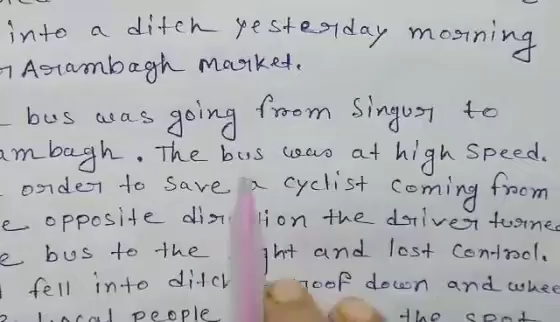 into a ditch yesterday morning
Arambagh Market.
bus was going from Singur to
ambagh. The bus was at high speed.
order to save a cyclist coming from
e opposite dir tion the driver turned
e bus to the ght and lost control.
fell into ditch roof down and whee
local people the spot